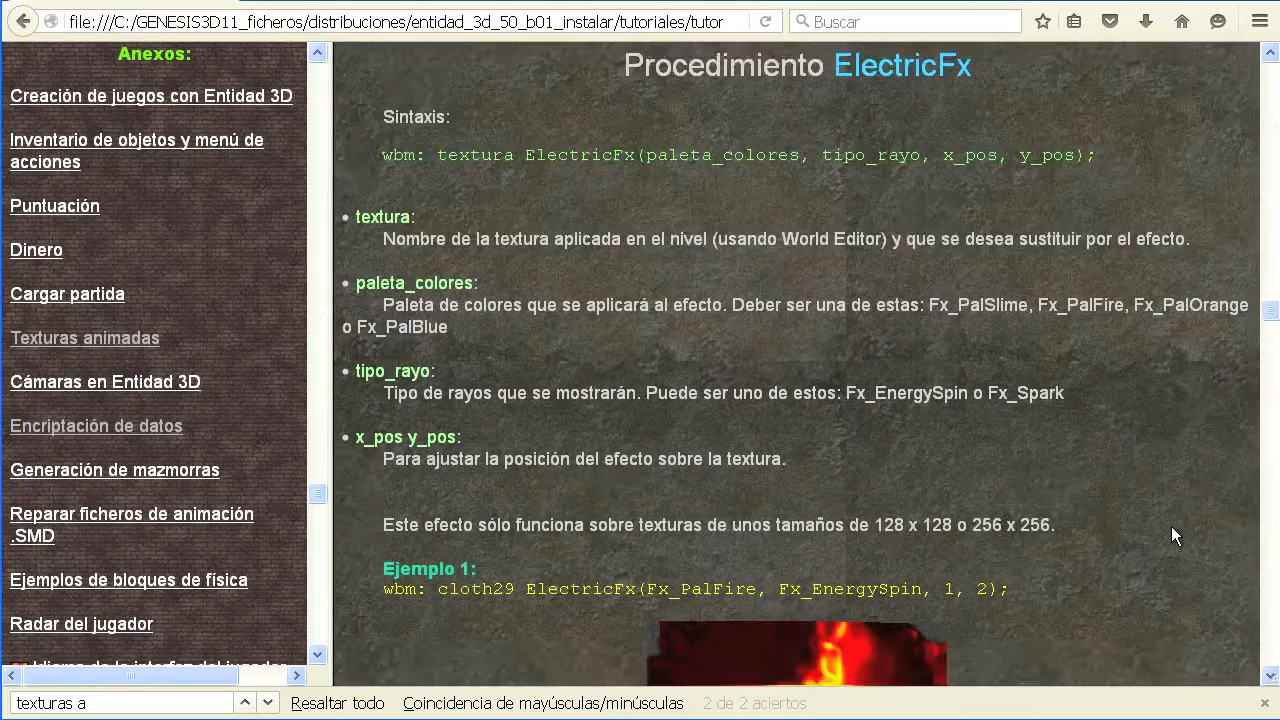 file:///C:/GENESIS3D11_ficheros/distribuciones/entidad_3d_50_b01_instalar/tutoriales/tutor
Buscar
Anexos:
Creación de juegos con Entidad 3D
Inventario de objetos y menú de
acciones
Puntuación
Dinero
Cargar partida
Texturas animadas
Cámaras en Entidad 3D
Encriptación de datos
Generación de mazmorras
Reparar ficheros de animación
.SMD
Ejemplos de bloques de física
Radar del jugador
Idioma de la interfaz del jugador
Procedimiento ElectricFx
Sintaxis:
wbm: textura ElectricFx(paleta_colores, tipo_rayo, x_pos, y_pos);
• textura:
Nombre de la textura aplicada en el nivel (usando World Editor) y que se desea sustituir por el efecto.
• paleta_colores:
Paleta de colores que se aplicará al efecto. Deber ser una de estas: Fx_PalSlime, Fx_PalFire, Fx_PalOrange
o Fx_PalBlue
• tipo_rayo:
Tipo de rayos que se mostrarán. Puede ser uno de estos: Fx_EnergySpin o Fx_Spark
• x_pos y_pos:
Para ajustar la posición del efecto sobre la textura.
Este efecto sólo funciona sobre texturas de unos tamaños de 128 x 128 o 256 x 256.
Ejemplo 1:
wbm: cloth29 ElectricFx(Fx_PalFire, Fx_EnergySpin, 1, 2);
texturas a
Resaltar todo
Coincidencia de mayúsculas/minúsculas
2 de 2 aciertos